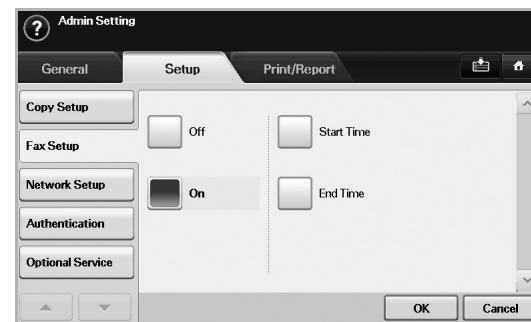 ? Admin Setting
General Setup Print/Report
Copy Setup
Off Start Time
Fax Setup
Network Setup
On End Time
Authentication
Optional Service
OK Cancel